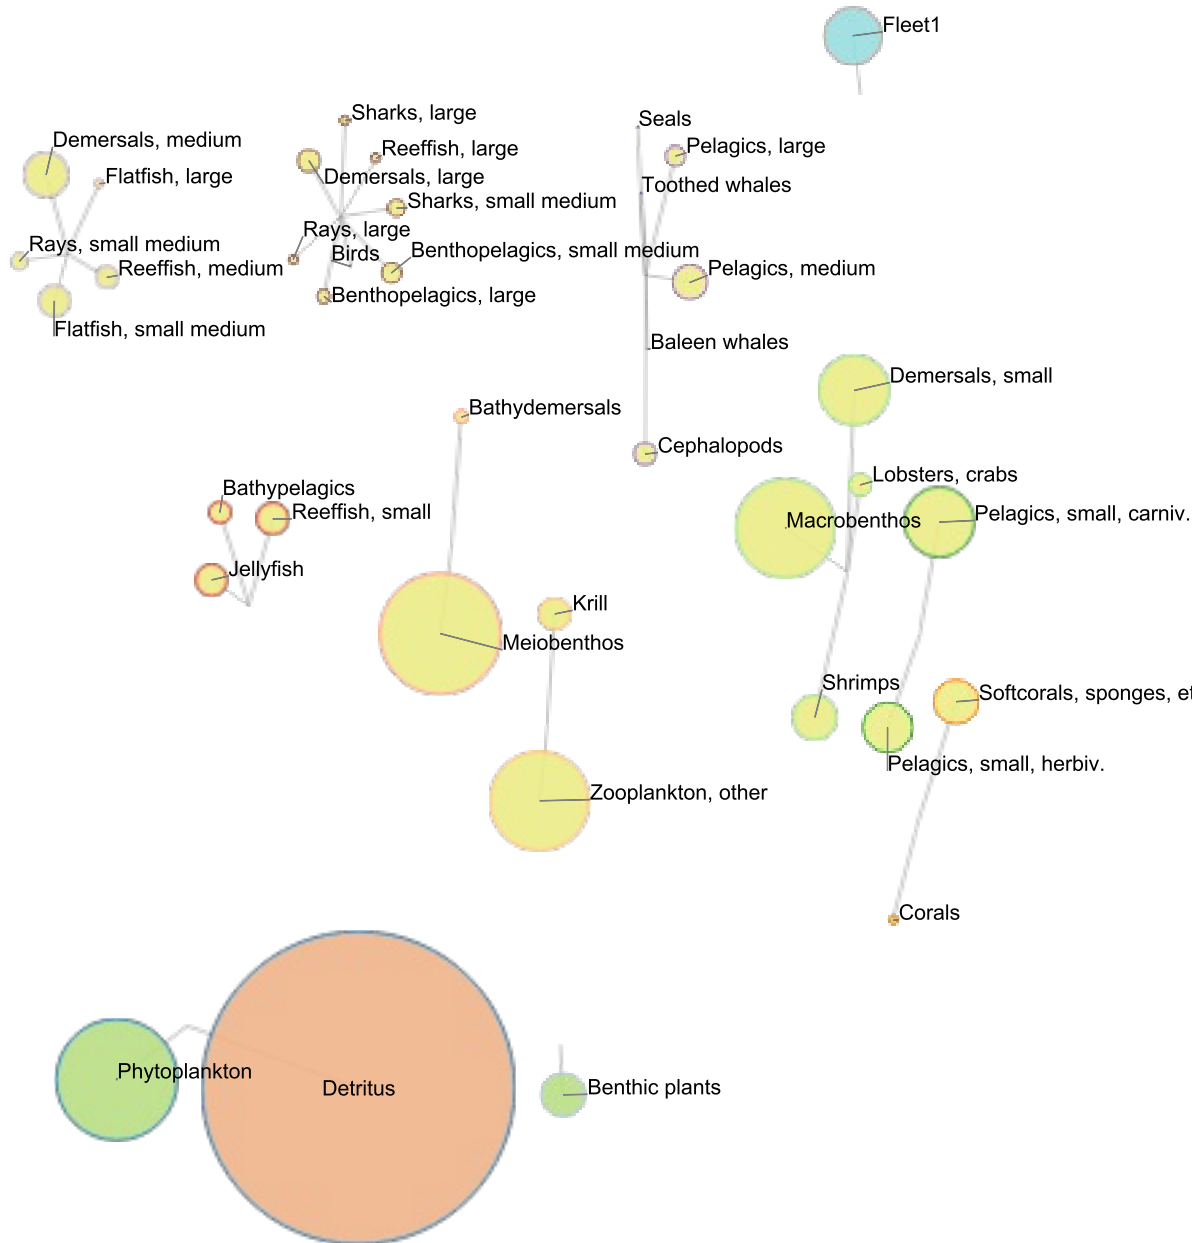 Fleet1
Sharks, large
Seals
Demersals, medium
Reeffish, large
Pelagics, large
Flatfish, large
Demersals, large
Toothed whales
Sharks, small medium
Rays, large
Rays, small medium
Birds
Benthopelagics, small medium
Reeffish, medium
Pelagics, medium
Benthopelagics, large
Flatfish, small medium
Baleen whales
Demersals, small
Bathydemersals
Cephalopods
Lobsters, crabs
Bathypelagics
Reeffish, small
Macrobenthos
Pelagics, small, carniv.
Jellyfish
Krill
Meiobenthos
Shrimps
Softcorals, sponges, et
Pelagics, small, herbiv.
Zooplankton, other
Corals
Phytoplankton
Detritus
Benthic plants